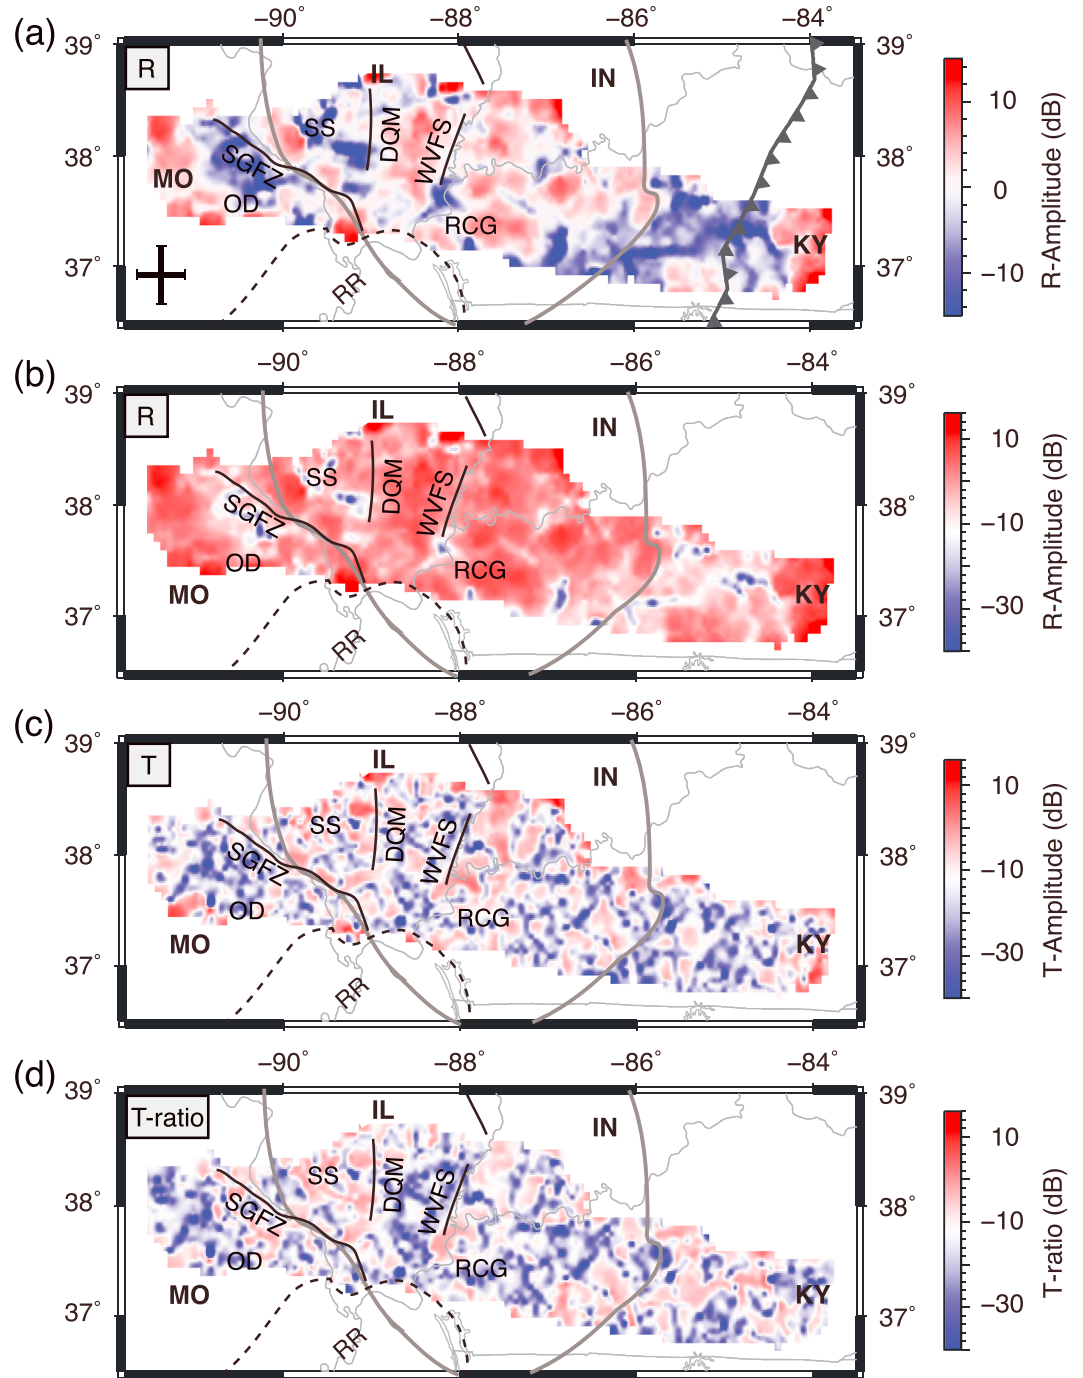 (a)
−90° −88° −86° −84°
39° 39°
38° 38°
37° 37°
R
IL
IN
SS
DQM
WVFS
SGFZ
MO
OD
RCG
KY
RR
10
0
−10
R-Amplitude (dB)
(b)
−90° −88° −86° −84°
39° 39°
38° 38°
37° 37°
R
IL
IN
SS
DQM
WVFS
SGFZ
OD
RCG
MO
KY
RR
10
−10
−30
R-Amplitude (dB)
(c)
−90° −88° −86° −84°
39° 39°
38° 38°
37° 37°
T
IL
IN
SS
DQM
WVFS
SGFZ
OD
RCG
MO
KY
RR
10
−10
−30
T-Amplitude (dB)
(d)
−90° −88° −86° −84°
39° 39°
38° 38°
37° 37°
T-ratio
IL
IN
SS
DQM
WVFS
SGFZ
OD
RCG
MO
KY
RR
10
−10
−30
T-ratio (dB)